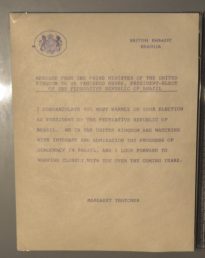 BRITISH EMBASSY
BRASILIA
MESSAGE FROM THE PRIME MINISTER OF THE UNITED
KINGDOM TO DR TANCREDO NEVES, PRESIDENT-ELECT
OF THE FEDERATIVE REPUBLIC OF BRAZIL
I CONGRATULATE YOU MOST WARMLY ON YOUR ELECTION
AS PRESIDENT OF THE FEDERATIVE REPUBLIC OF
BRAZIL. WE IN THE UNITED KINGDOM ARE WATCHING
WITH INTEREST AND ADMIRATION THE PROGRESS OF
DEMOCRACY IN BRAZIL, AND I LOOK FORWARD TO
WORKING CLOSELY WITH YOU OVER THE COMING YEARS.
MARGARET THATCHER